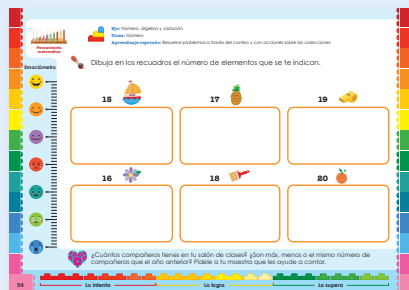 Eje: Número, álgebra y variación
Tema: Número
Aprendizaje esperado: Resuelve problemas a través del conteo y con acciones sobre las colecciones
Pensamiento matemático
Emociómetro
Dibuja en los recuadros el número de elementos que se te indican.
15
17
19
16
18
20
¿Cuántos compañeros tienes en tu salón de clases? ¿Son más, menos o el mismo número de
compañeros que el año anterior? Pídele a tu maestra que les ayude a contar.
54
Lo intenta
Lo logra
Lo supera